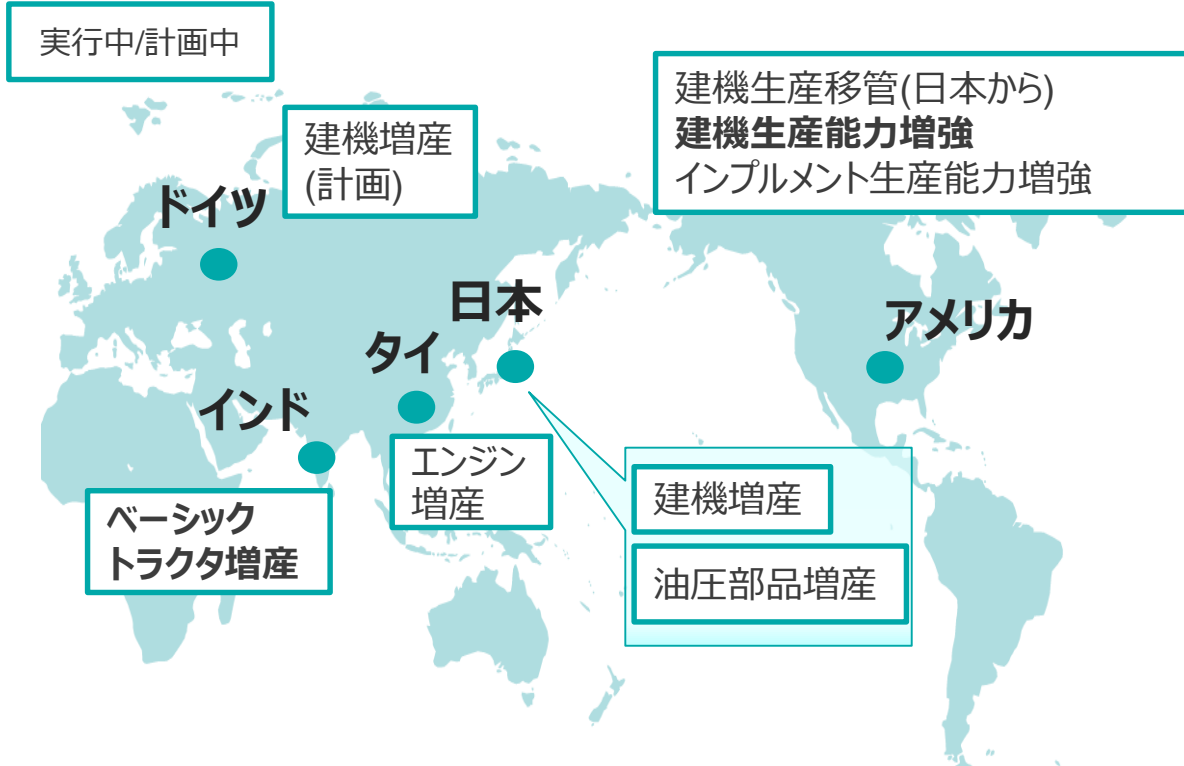 実行中/計画中
建機生産移管(日本から)
建機生産能力増強
インプルメント生産能力増強
建機増産
(計画)
ドイツ
日本
アメリカ
タイ
インド
エンジン
増産
建機増産
ベーシック
トラクタ増産
油圧部品増産